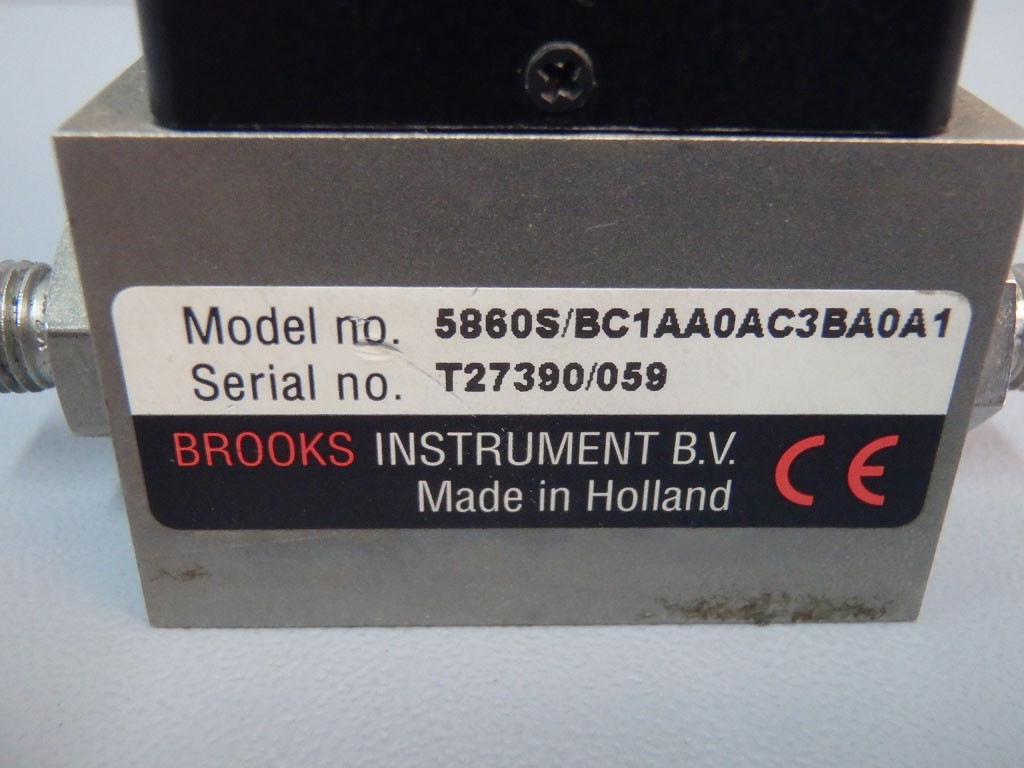 Model no. 5860S/BC1AA0AC3BA0A1
Serial no. T27390/059
BROOKS INSTRUMENT B.V.
Made in Holland
CE